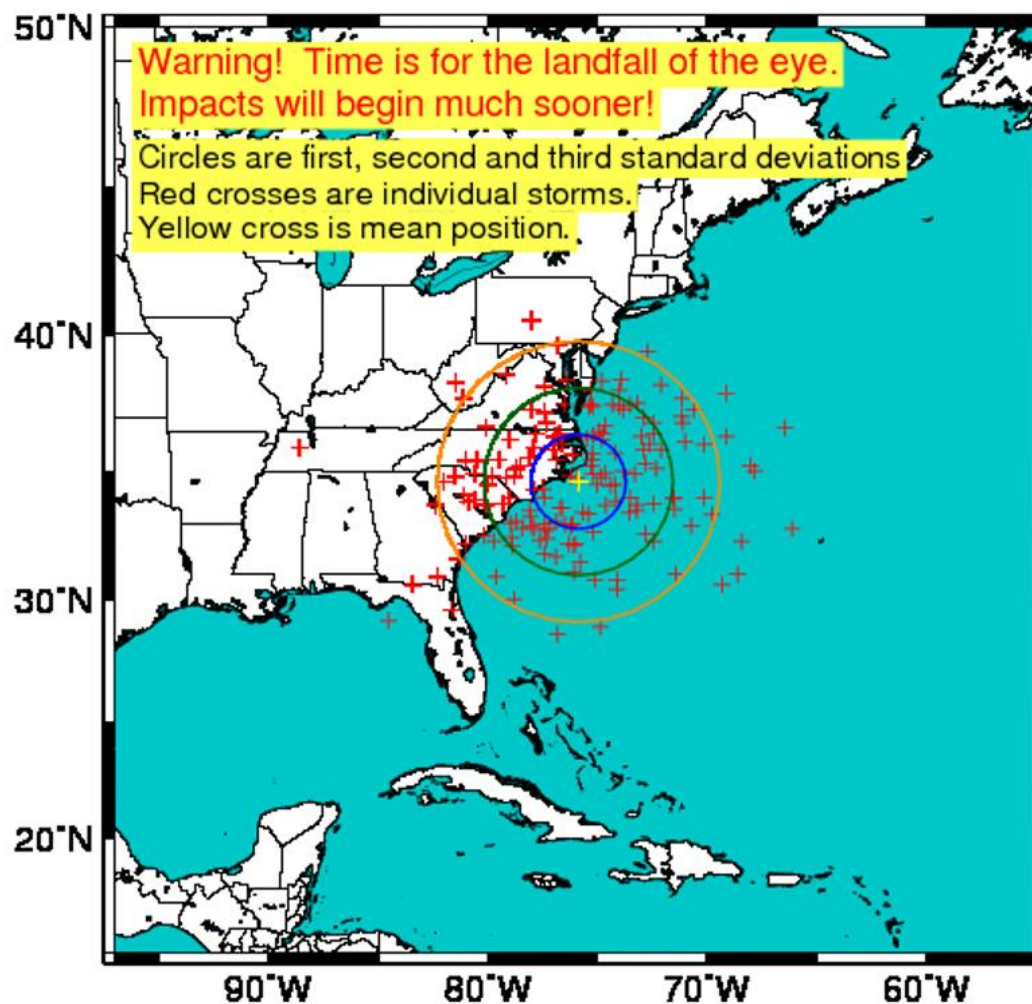 50°N
Warning! Time is for the landfall of the eye.
Impacts will begin much sooner!
Circles are first, second and third standard deviations
Red crosses are individual storms.
Yellow cross is mean position.
40°N
30°N
20°N
90°W 80°W 70°W 60°W